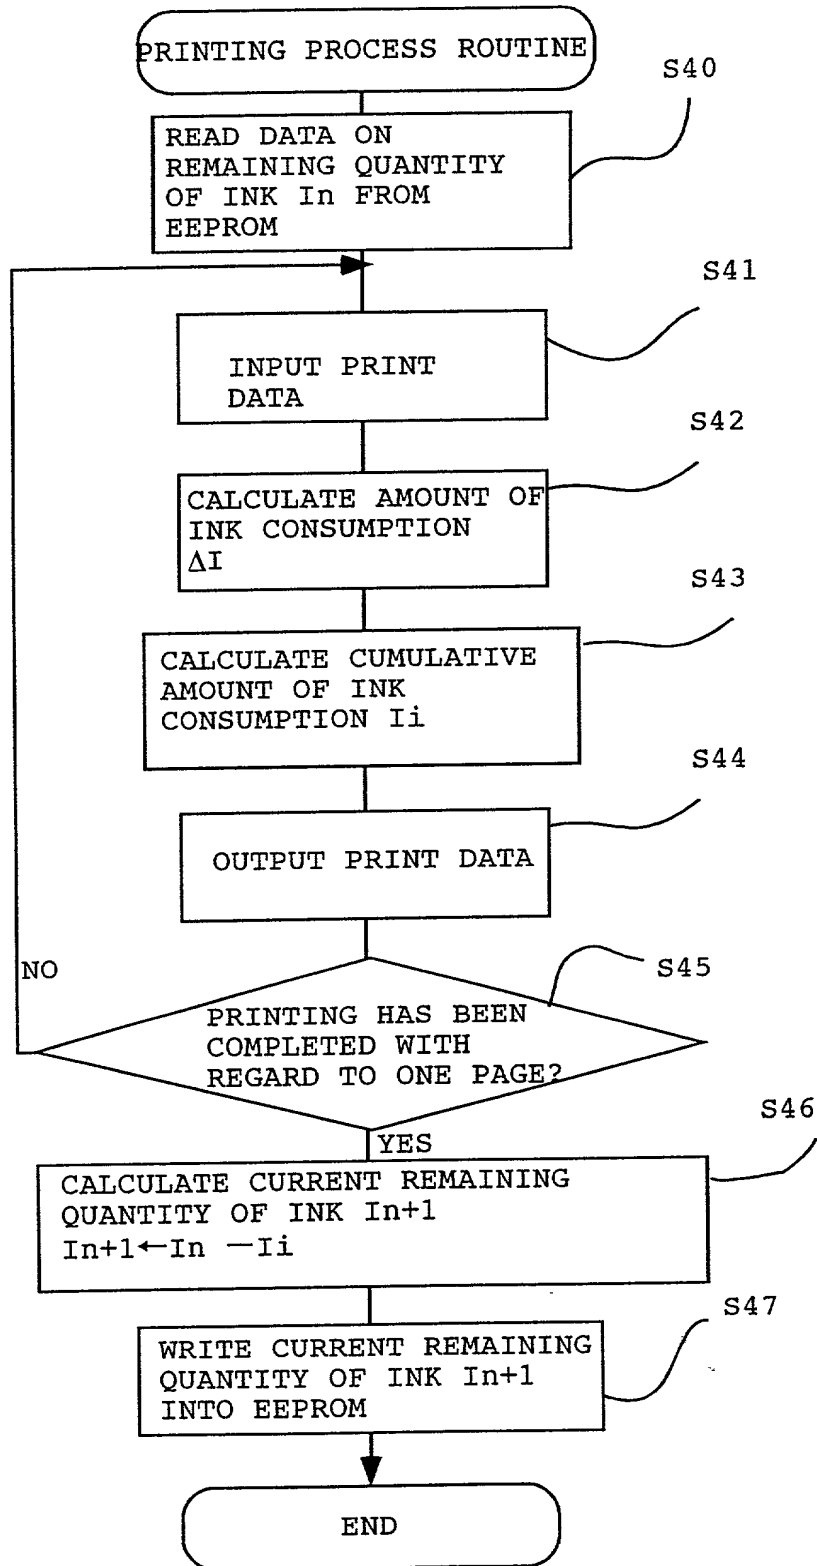 PRINTING PROCESS ROUTINE
S40
READ DATA ON
REMAINING QUANTITY
OF INK In FROM
EEPROM
S41
INPUT PRINT
DATA
S42
CALCULATE AMOUNT OF
INK CONSUMPTION
ΔI
S43
CALCULATE CUMULATIVE
AMOUNT OF INK
CONSUMPTION Ii
S44
OUTPUT PRINT DATA
NO
S45
PRINTING HAS BEEN
COMPLETED WITH
REGARD TO ONE PAGE?
S46
YES
CALCULATE CURRENT REMAINING
QUANTITY OF INK In+1
In+1←In —Ii
S47
WRITE CURRENT REMAINING
QUANTITY OF INK In+1
INTO EEPROM
END